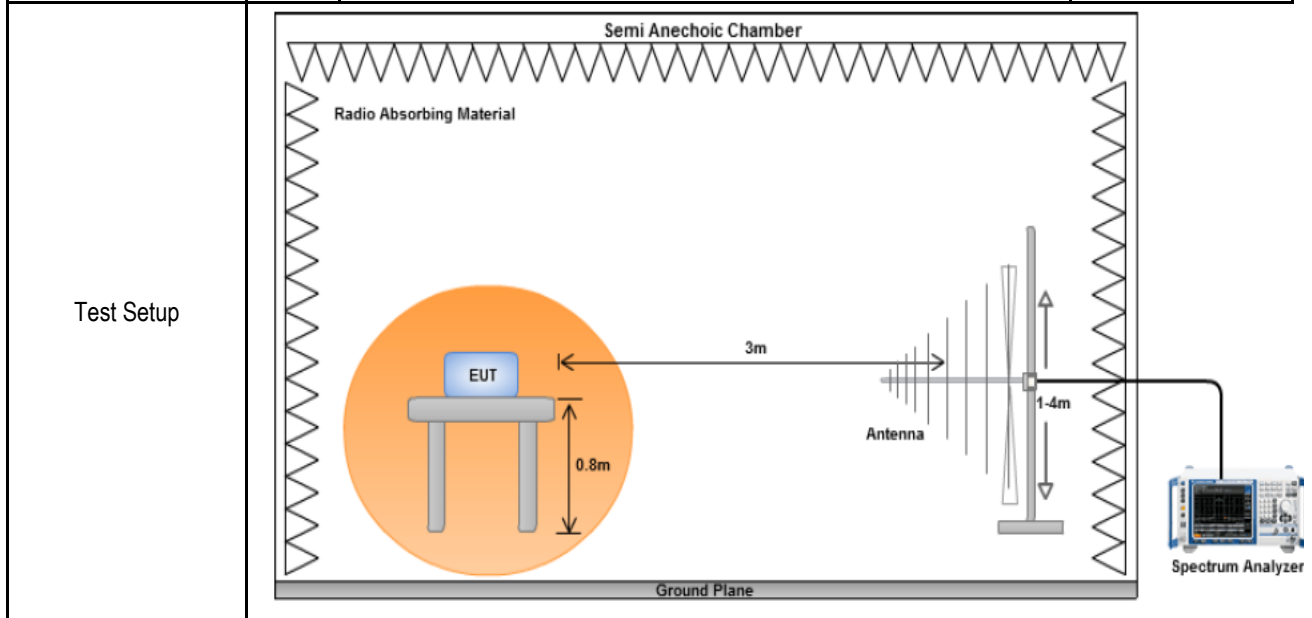 Semi Anechoic Chamber
Radio Absorbing Material
Test Setup
EUT
3m
0.8m
Antenna
1-4m
Spectrum Analyzer
Ground Plane